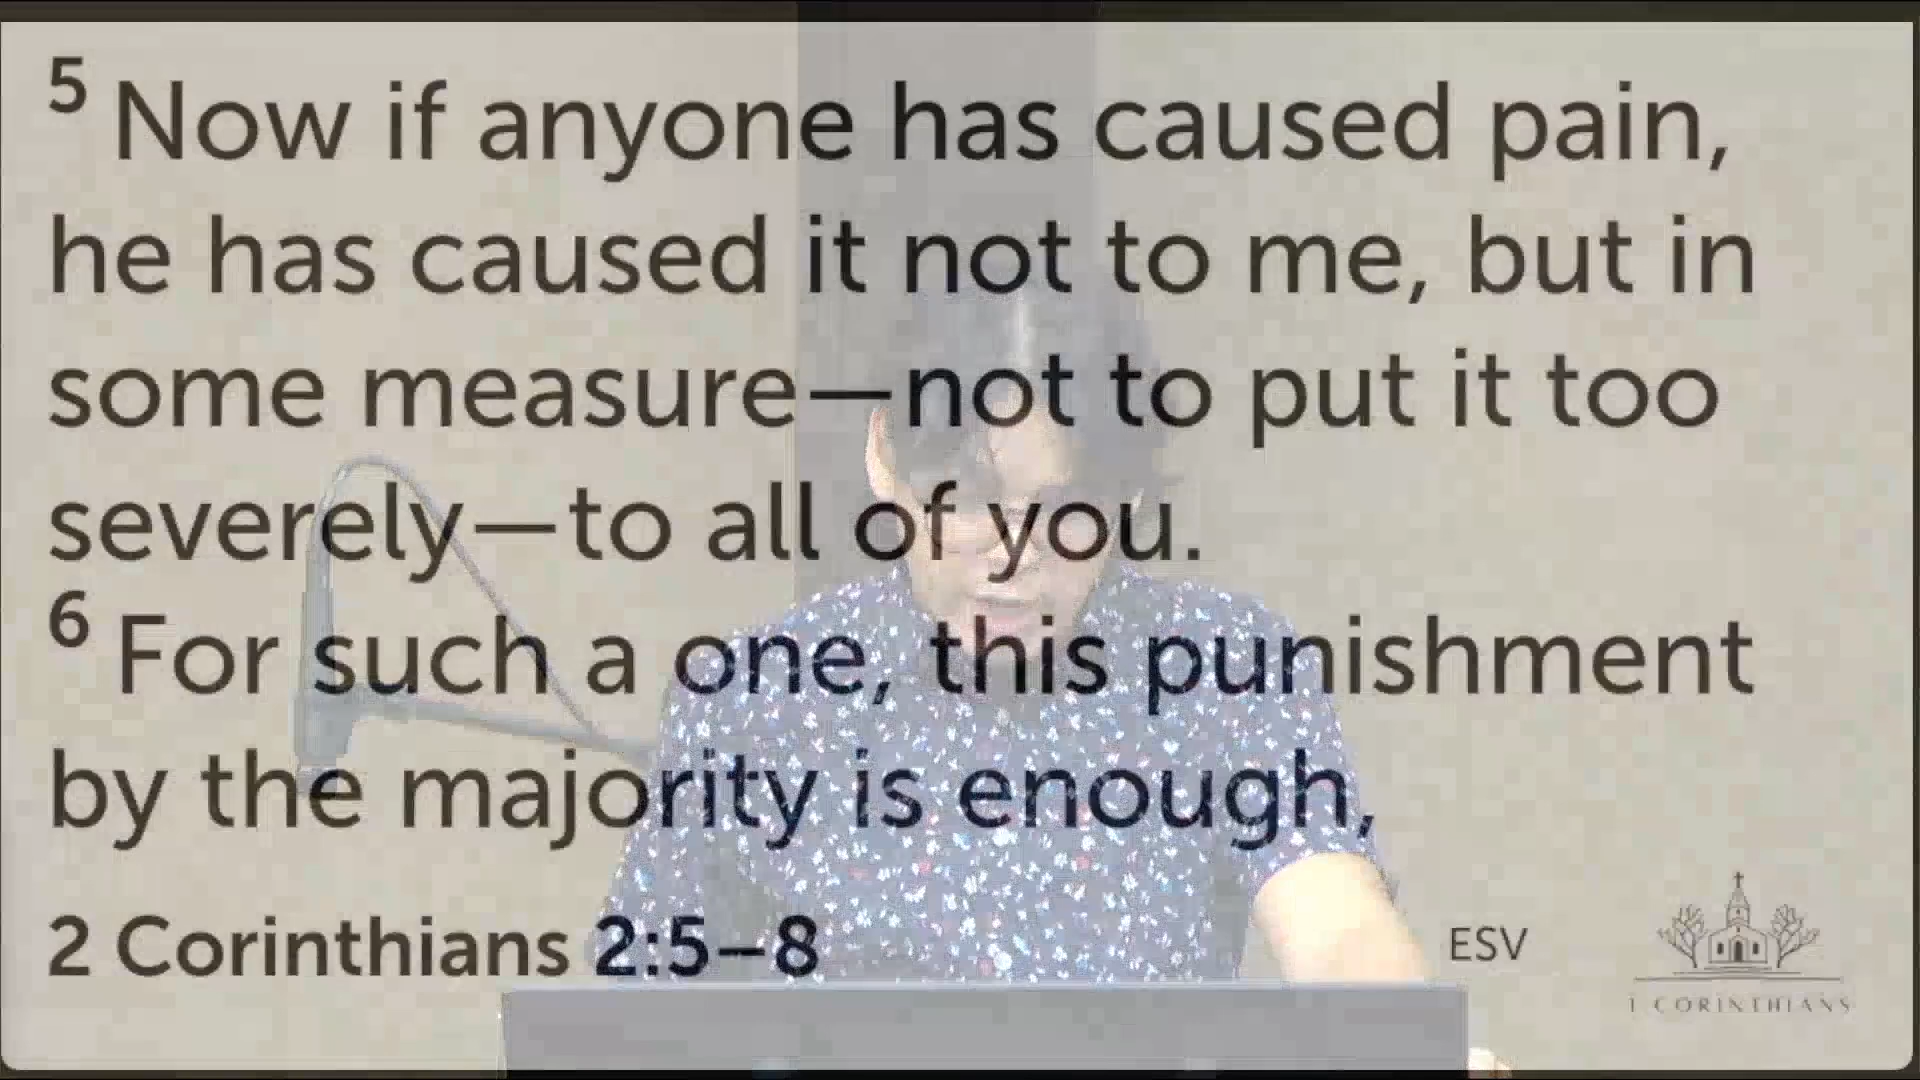 5 Now if anyone has caused pain,
he has caused it not to me, but in
some measure—not to put it too
severely—to all of you.
6 For such a one, this punishment
by the majority is enough,
2 Corinthians 2:5–8
ESV
1 CORINTHIANS